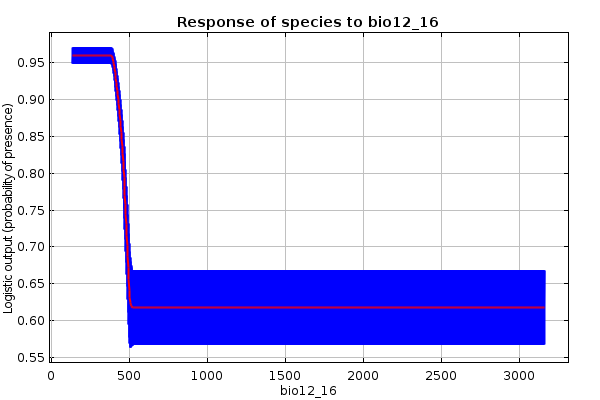 Response of species to bio12_16
Logistic output (probability of presence)
0.95
0.90
0.85
0.80
0.75
0.70
0.65
0.60
0.55
0 500 1000 1500 2000 2500 3000
bio12_16